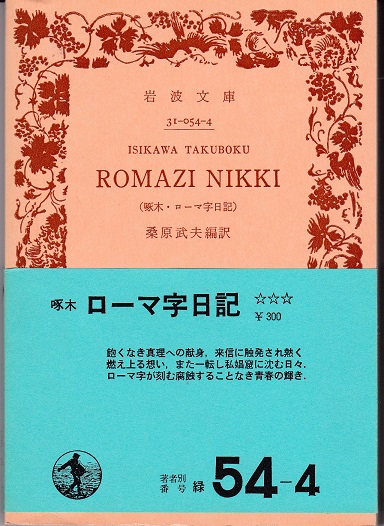 岩波文庫
31-054-4
ISIKAWA TAKUBOKU
ROMAZI NIKKI
(啄木・ローマ字日記)
桑原武夫編訳
啄木 ローマ字日記 ☆☆☆
¥300
飽くなき真理への献身，来信に触発され熱く
燃え上る想い，また一転し私娼窟に沈む日々．
ローマ字が刻む腐蝕することなき青春の輝き．
著者別番号 緑 54-4